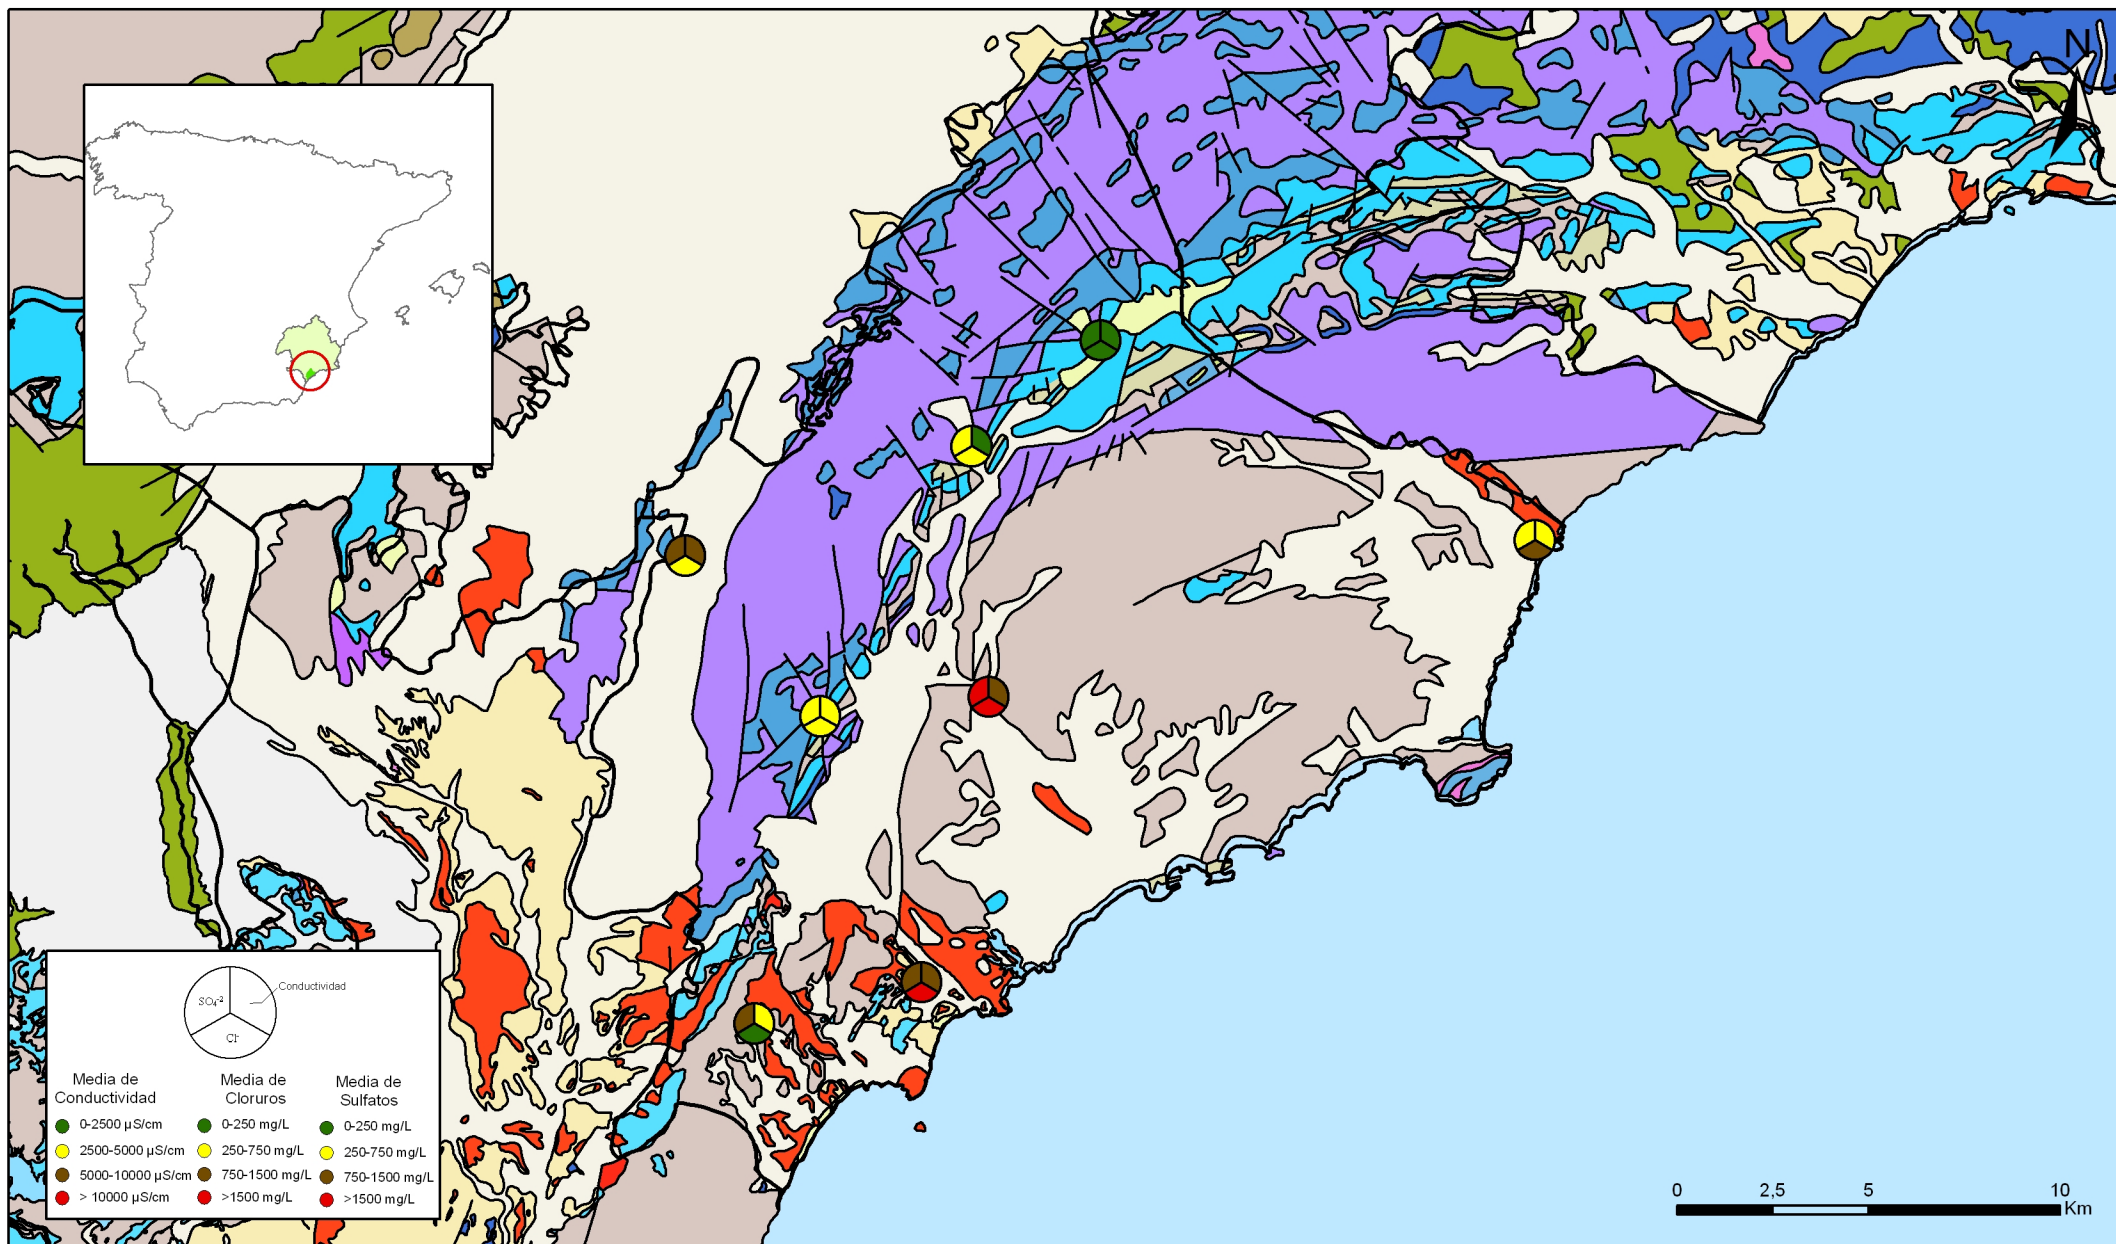 N
SO₄⁻²
Conductividad
Cl⁻
Media de
Conductividad
0-2500 µS/cm
2500-5000 µS/cm
5000-10000 µS/cm
> 10000 µS/cm
Media de
Cloruros
0-250 mg/L
250-750 mg/L
750-1500 mg/L
>1500 mg/L
Media de
Sulfatos
0-250 mg/L
250-750 mg/L
750-1500 mg/L
>1500 mg/L
0 2,5 5 10
Km